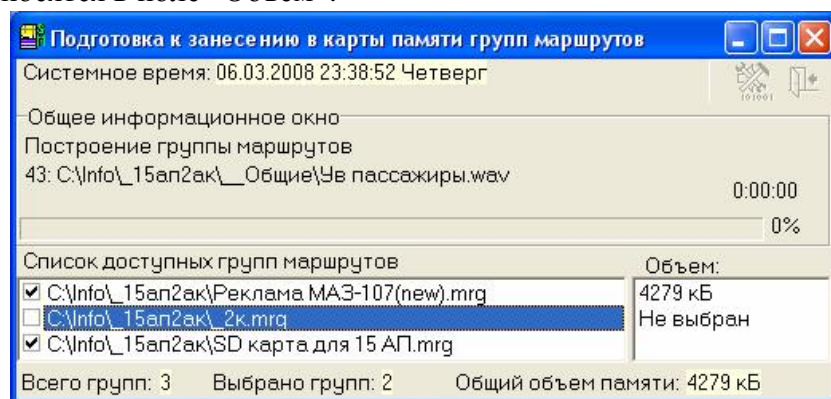 Подготовка к занесению в карты памяти групп маршрутов
Системное время: 06.03.2008 23:38:52 Четверг
101001
Общее информационное окно
Построение группы маршрутов
43: C:\Info\_15ап2ак\__Общие\Ув пассажиры.wav
0:00:00
0%
Список доступных групп маршрутов Объем:
C:\Info\_15ап2ак\Реклама МАЗ-107(new).mrg 4279 кБ
C:\Info\_15ап2ак\_2к.mrg Не выбран
C:\Info\_15ап2ак\SD карта для 15 АП.mrg
Всего групп: 3 Выбрано групп: 2 Общий объем памяти: 4279 кБ